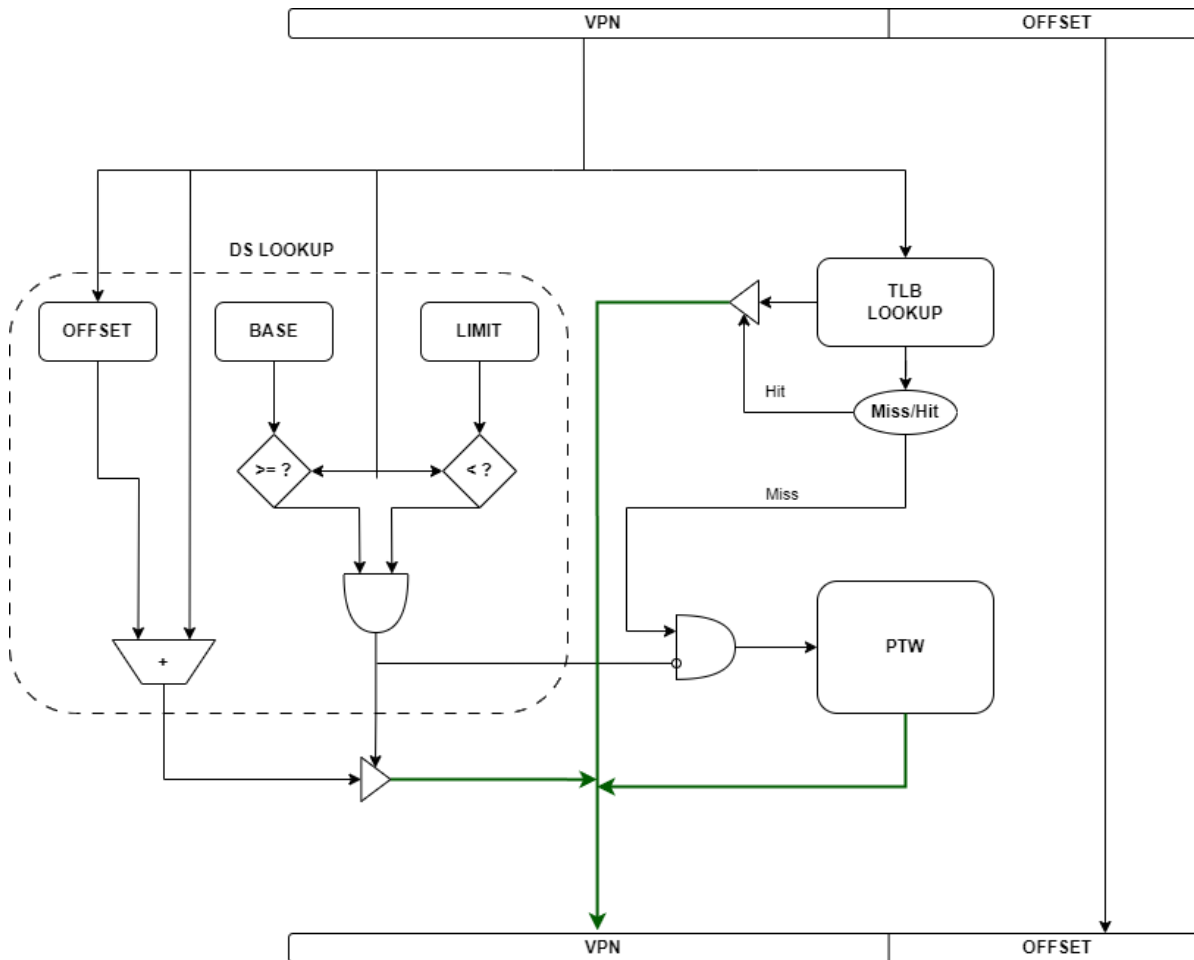 VPN
OFFSET
DS LOOKUP
OFFSET
BASE
LIMIT
TLB
LOOKUP
Hit
Miss/Hit
>= ?
< ?
Miss
+
PTW
VPN
OFFSET